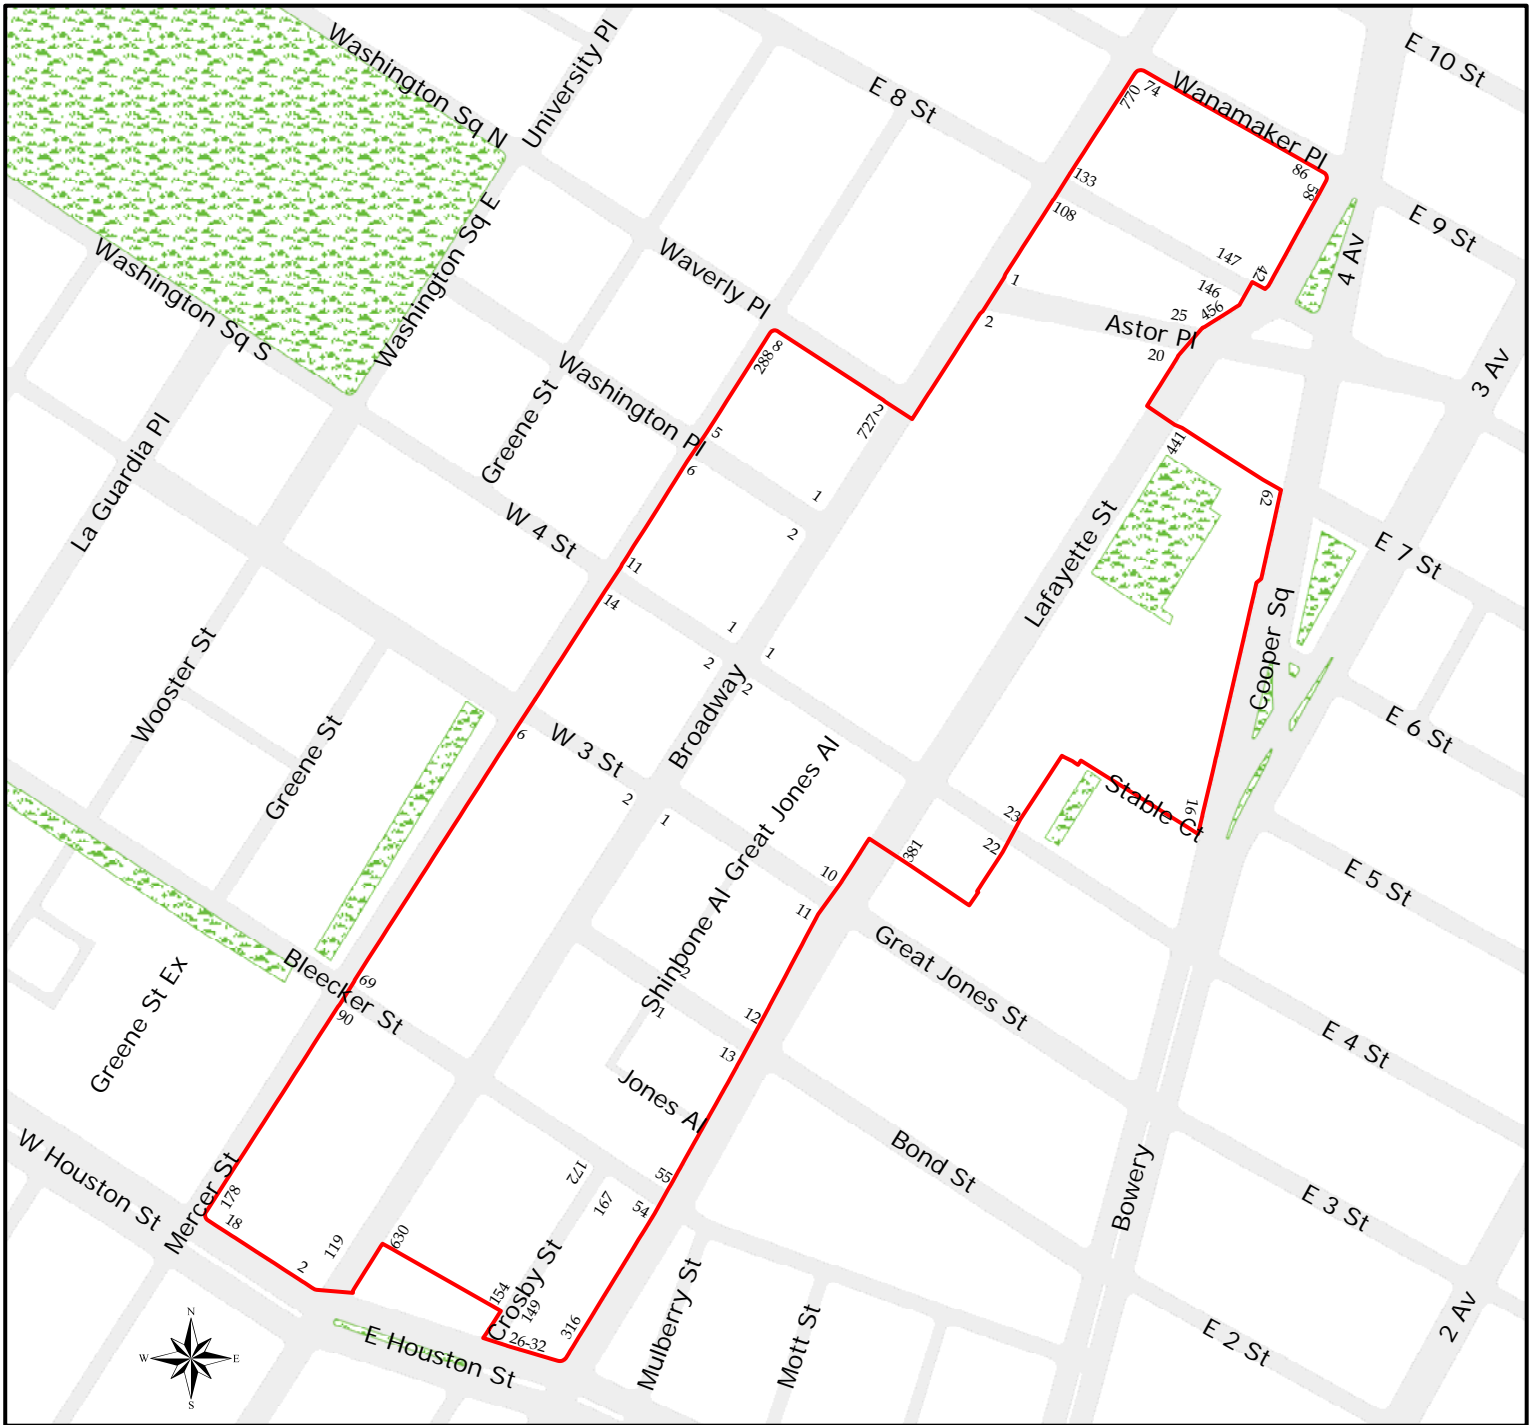 E 10 St
Washington Sq N
University Pl
E 8 St
Wanamaker Pl
770
74
86
58
133
108
E 9 St
4 Av
Washington Sq E
Washington Sq S
Waverly Pl
147
42
146
456
25
1
2
Astor Pl
20
288
8
3 Av
Washington Pl
Greene St
2
727
5
6
441
La Guardia Pl
62
1
2
W 4 St
Lafayette St
E 7 St
11
14
Cooper Sq
1
1
2
2
Wooster St
Broadway
E 6 St
6
W 3 St
Greene St
Great Jones Al
2
1
Stable Ct
16
23
22
381
10
11
E 5 St
Shinbone Al
2
1
Great Jones St
69
Bleecker St
90
Greene St Ex
12
13
E 4 St
Jones Al
W Houston St
Bond St
Bowery
172
167
55
54
E 3 St
Mercer St
178
18
119
630
2
Crosby St
154
149
26-32
316
Mulberry St
Mott St
E Houston St
E 2 St
2 Av
N
W
E
S